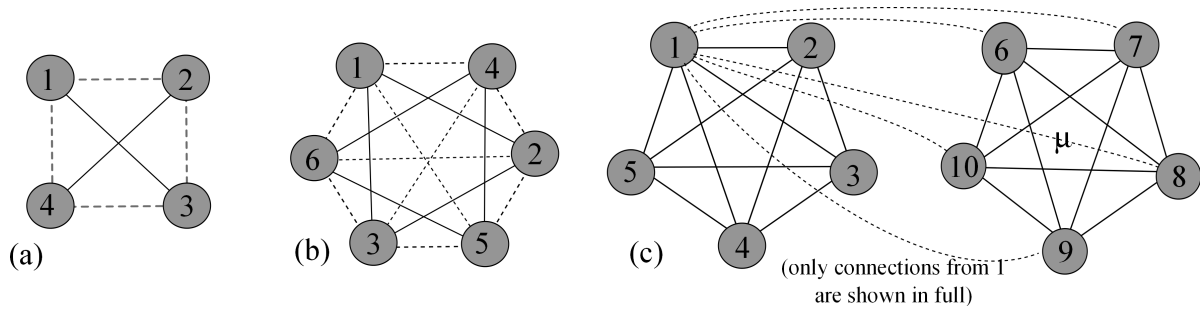 1 2
4 3
(a)
1 4
6 2
3 5
(b)
1 2
5 3
4
6 7
μ
10 8
9
(c)
(only connections from 1
are shown in full)